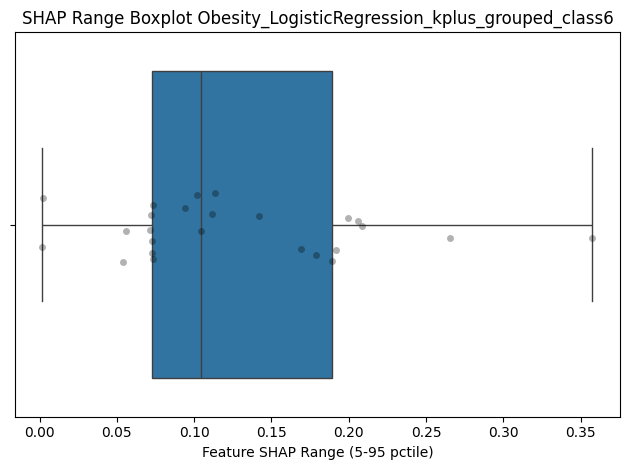 SHAP Range Boxplot Obesity_LogisticRegression_kplus_grouped_class6
0.00 0.05 0.10 0.15 0.20 0.25 0.30 0.35
Feature SHAP Range (5-95 pctile)